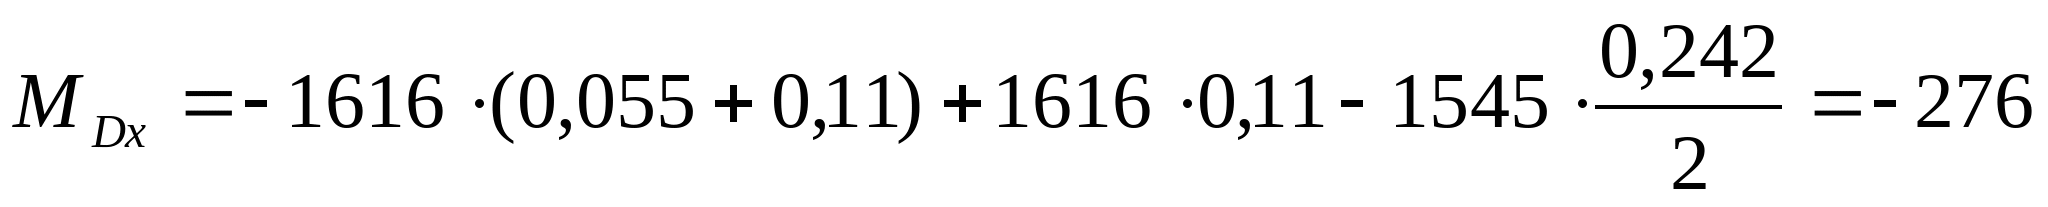 M_Dx = - 1616 ·(0,055 + 0,11) + 1616 ·0,11 - 1545 · 0,242/2 = - 276